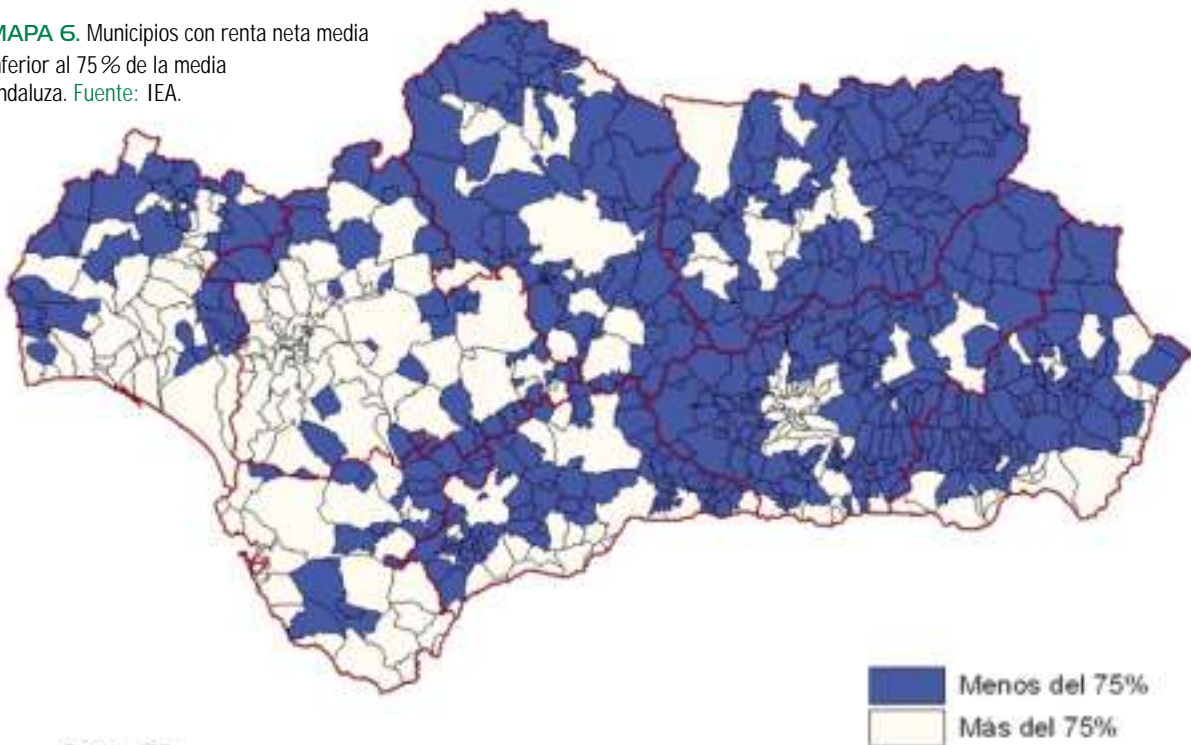 MAPA 6. Municipios con renta neta media
nferior al 75 % de la media
ndaluza. Fuente: IEA.
Menos del 75%
Más del 75%